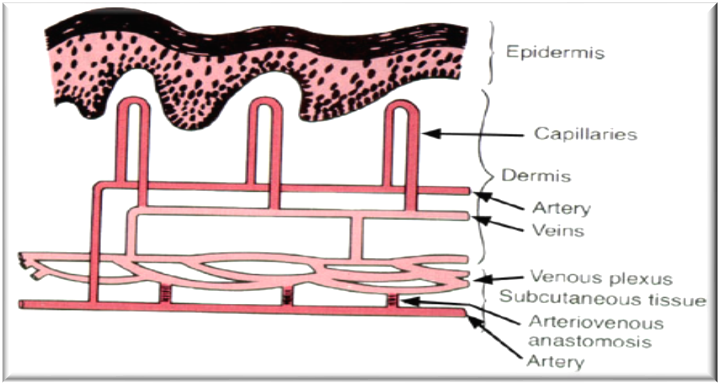 Epidermis
Capillaries
Dermis
Artery
Veins
Venous plexus
Subcutaneous tissue
Arteriovenous
anastomosis
Artery